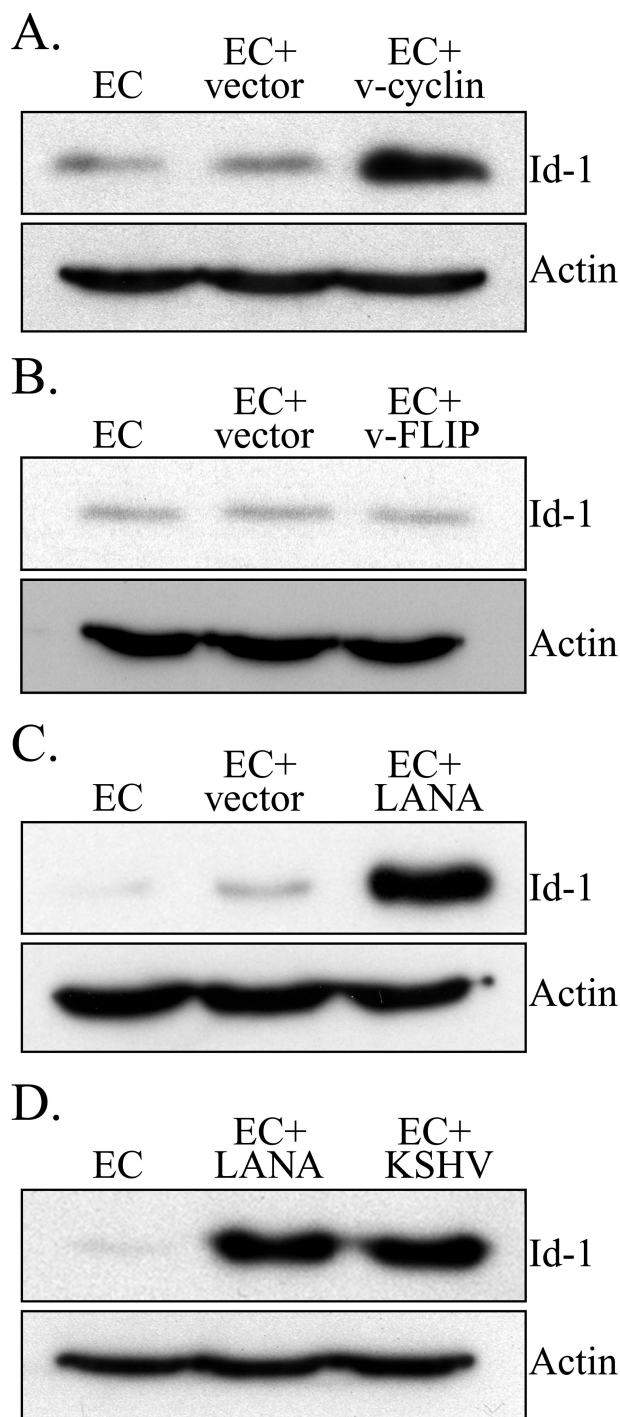 A.
EC
EC+
vector
EC+
v-cyclin
Id-1
Actin
B.
EC
EC+
vector
EC+
v-FLIP
Id-1
Actin
C.
EC
EC+
vector
EC+
LANA
Id-1
Actin
D.
EC
EC+
LANA
EC+
KSHV
Id-1
Actin